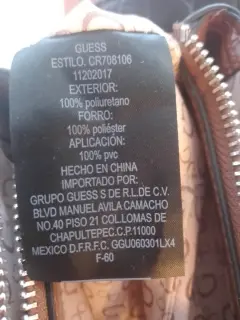 GUESS
ESTILO. CR708106
11202017
EXTERIOR:
100% poliuretano
FORRO:
100% poliéster
APLICACIÓN:
100% pvc
HECHO EN CHINA
IMPORTADO POR:
GRUPO GUESS S DE R.L.DE C.V.
BLVD MANUEL AVILA CAMACHO
NO.40 PISO 21 COL LOMAS DE
CHAPULTEPEC.C.P.11000
MEXICO D.F.R.F.C. GGU060301LX4
F-60